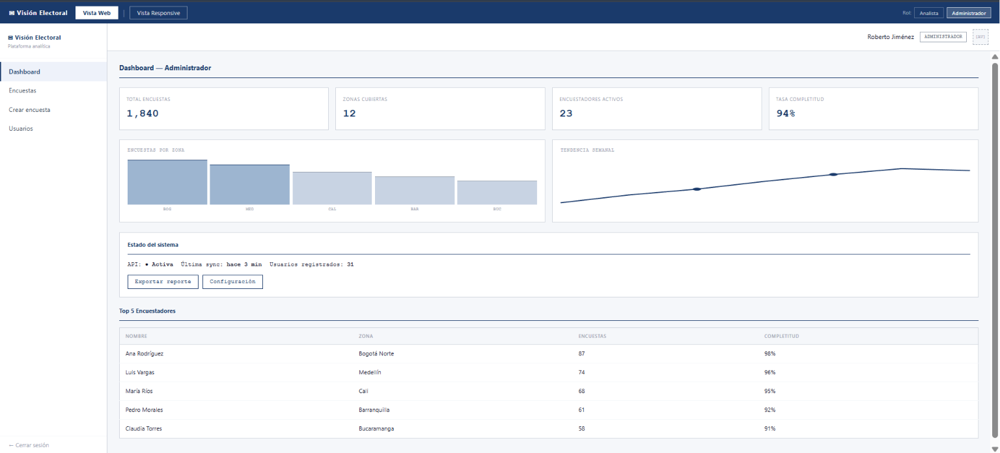 Visión Electoral Vista Web | Vista Responsive Rol: Analista Administrador
Visión Electoral
Plataforma analítica
Roberto Jiménez ADMINISTRADOR [AV]
Dashboard
Encuestas
Crear encuesta
Usuarios
← Cerrar sesión
Dashboard — Administrador
TOTAL ENCUESTAS
1,840
ZONAS CUBIERTAS
12
ENCUESTADORES ACTIVOS
23
TASA COMPLETITUD
94%
ENCUESTAS POR ZONA
BOG MED CAL BAR BUC
TENDENCIA SEMANAL
Estado del sistema
API: ● Activa Última sync: hace 3 min Usuarios registrados: 31
Exportar reporte Configuración
Top 5 Encuestadores
NOMBRE ZONA ENCUESTAS COMPLETITUD
Ana Rodríguez Bogotá Norte 87 98%
Luis Vargas Medellín 74 96%
María Ríos Cali 68 95%
Pedro Morales Barranquilla 61 92%
Claudia Torres Bucaramanga 58 91%